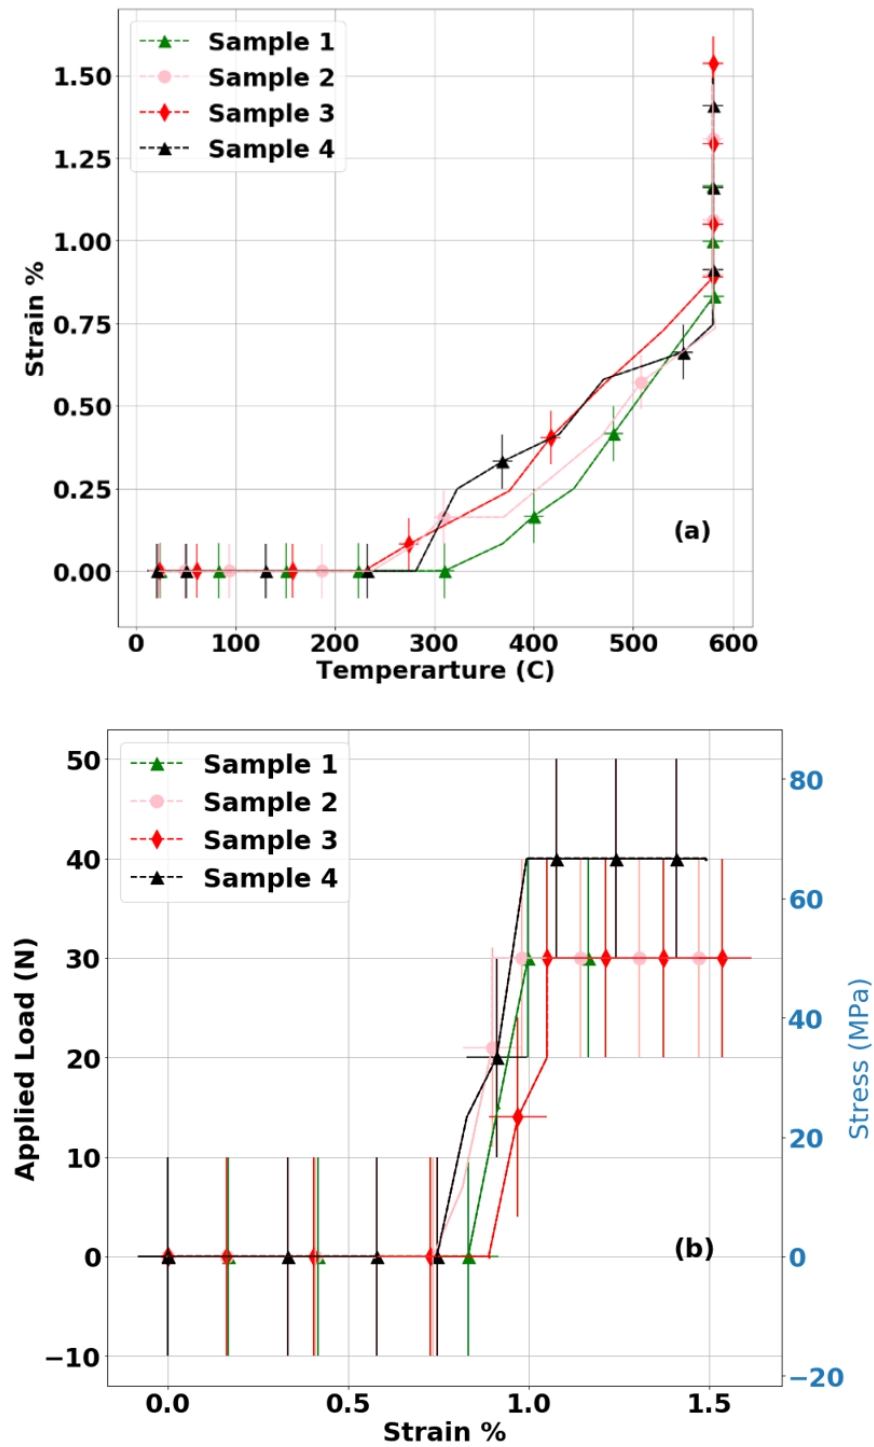 Sample 1
Sample 2
Sample 3
Sample 4
1.50
1.25
1.00
0.75
0.50
0.25
0.00
Strain %
(a)
0 100 200 300 400 500 600
Temperarture (C)
Sample 1
Sample 2
Sample 3
Sample 4
50
40
30
20
10
0
−10
Applied Load (N)
80
60
40
20
0
−20
Stress (MPa)
(b)
0.0 0.5 1.0 1.5
Strain %